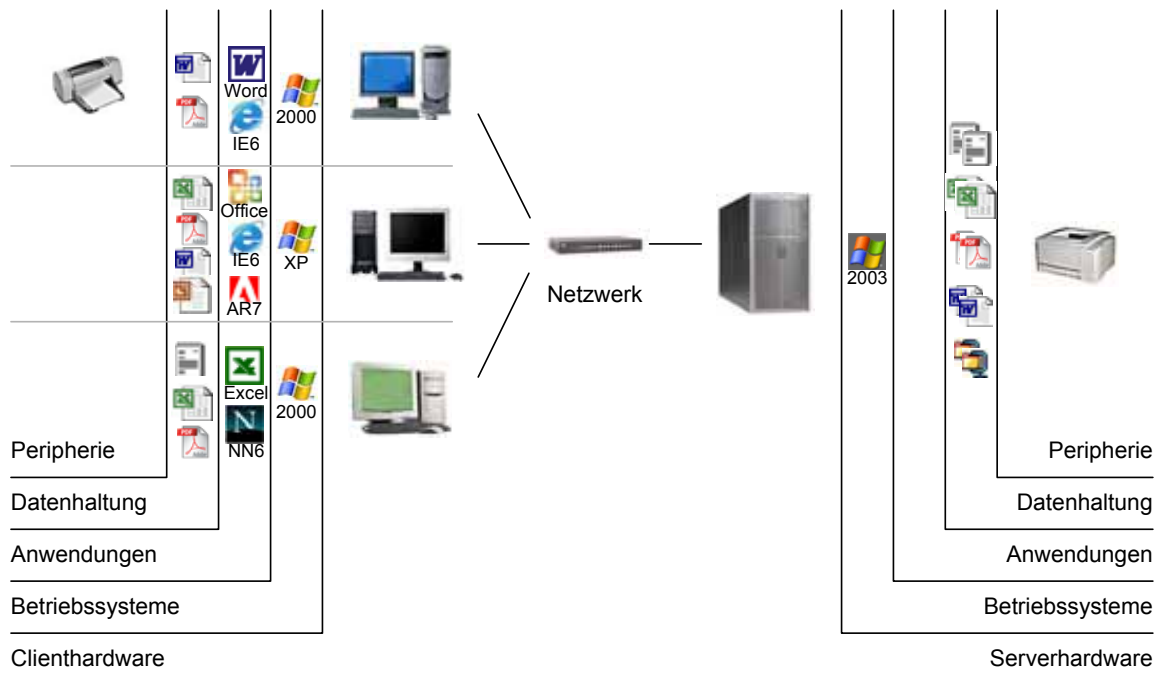 Word
2000
IE6
Office
IE6
XP
AR7
Netzwerk
2003
Excel
2000
NN6
Peripherie
Peripherie
Datenhaltung
Datenhaltung
Anwendungen
Anwendungen
Betriebssysteme
Betriebssysteme
Clienthardware
Serverhardware